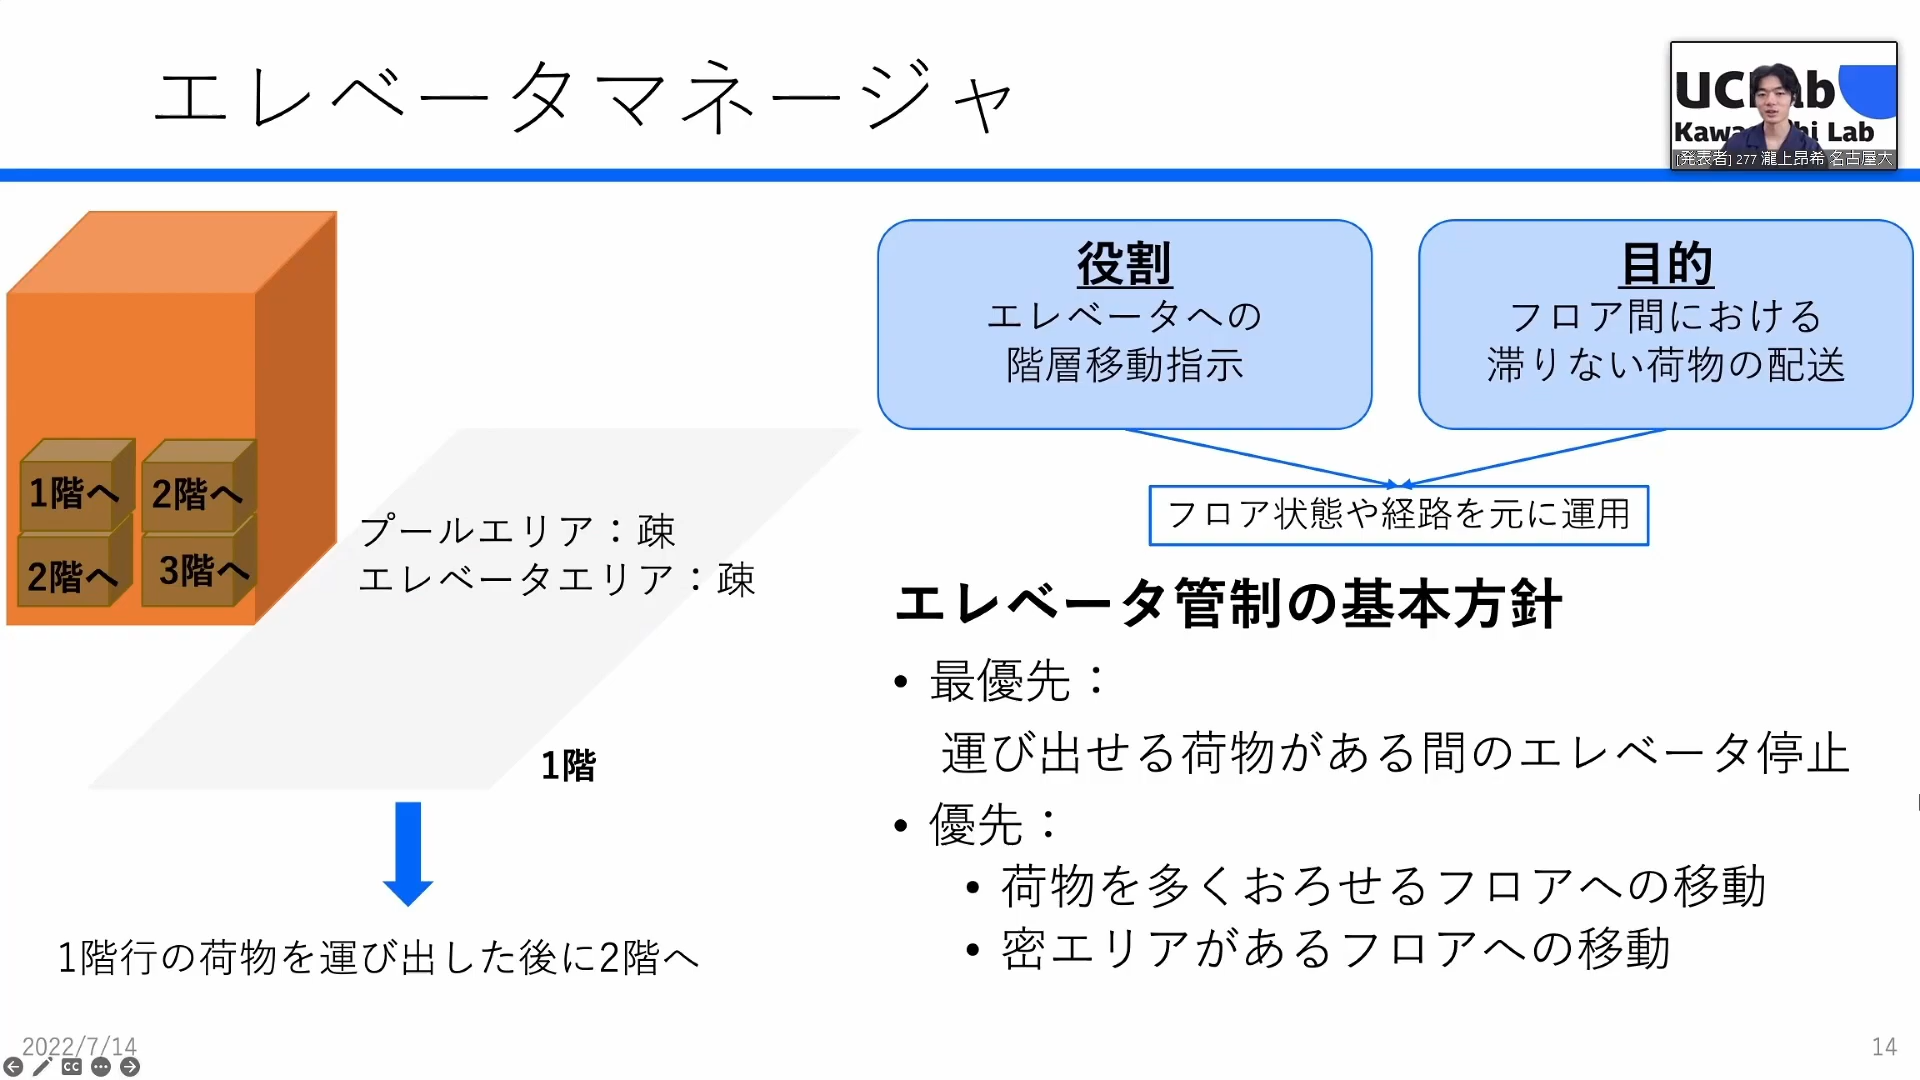 エレベータマネージャ
UCLab
Kawa hi Lab
[発表者] 277 瀧上昂希 名古屋大
役割
エレベータへの
階層移動指示
目的
フロア間における
滞りない荷物の配送
フロア状態や経路を元に運用
1階へ
2階へ
2階へ
3階へ
プールエリア：疎
エレベータエリア：疎
1階
1階行の荷物を運び出した後に2階へ
エレベータ管制の基本方針
• 最優先：
運び出せる荷物がある間のエレベータ停止
• 優先：
• 荷物を多くおろせるフロアへの移動
• 密エリアがあるフロアへの移動
2022/7/14
CC
14